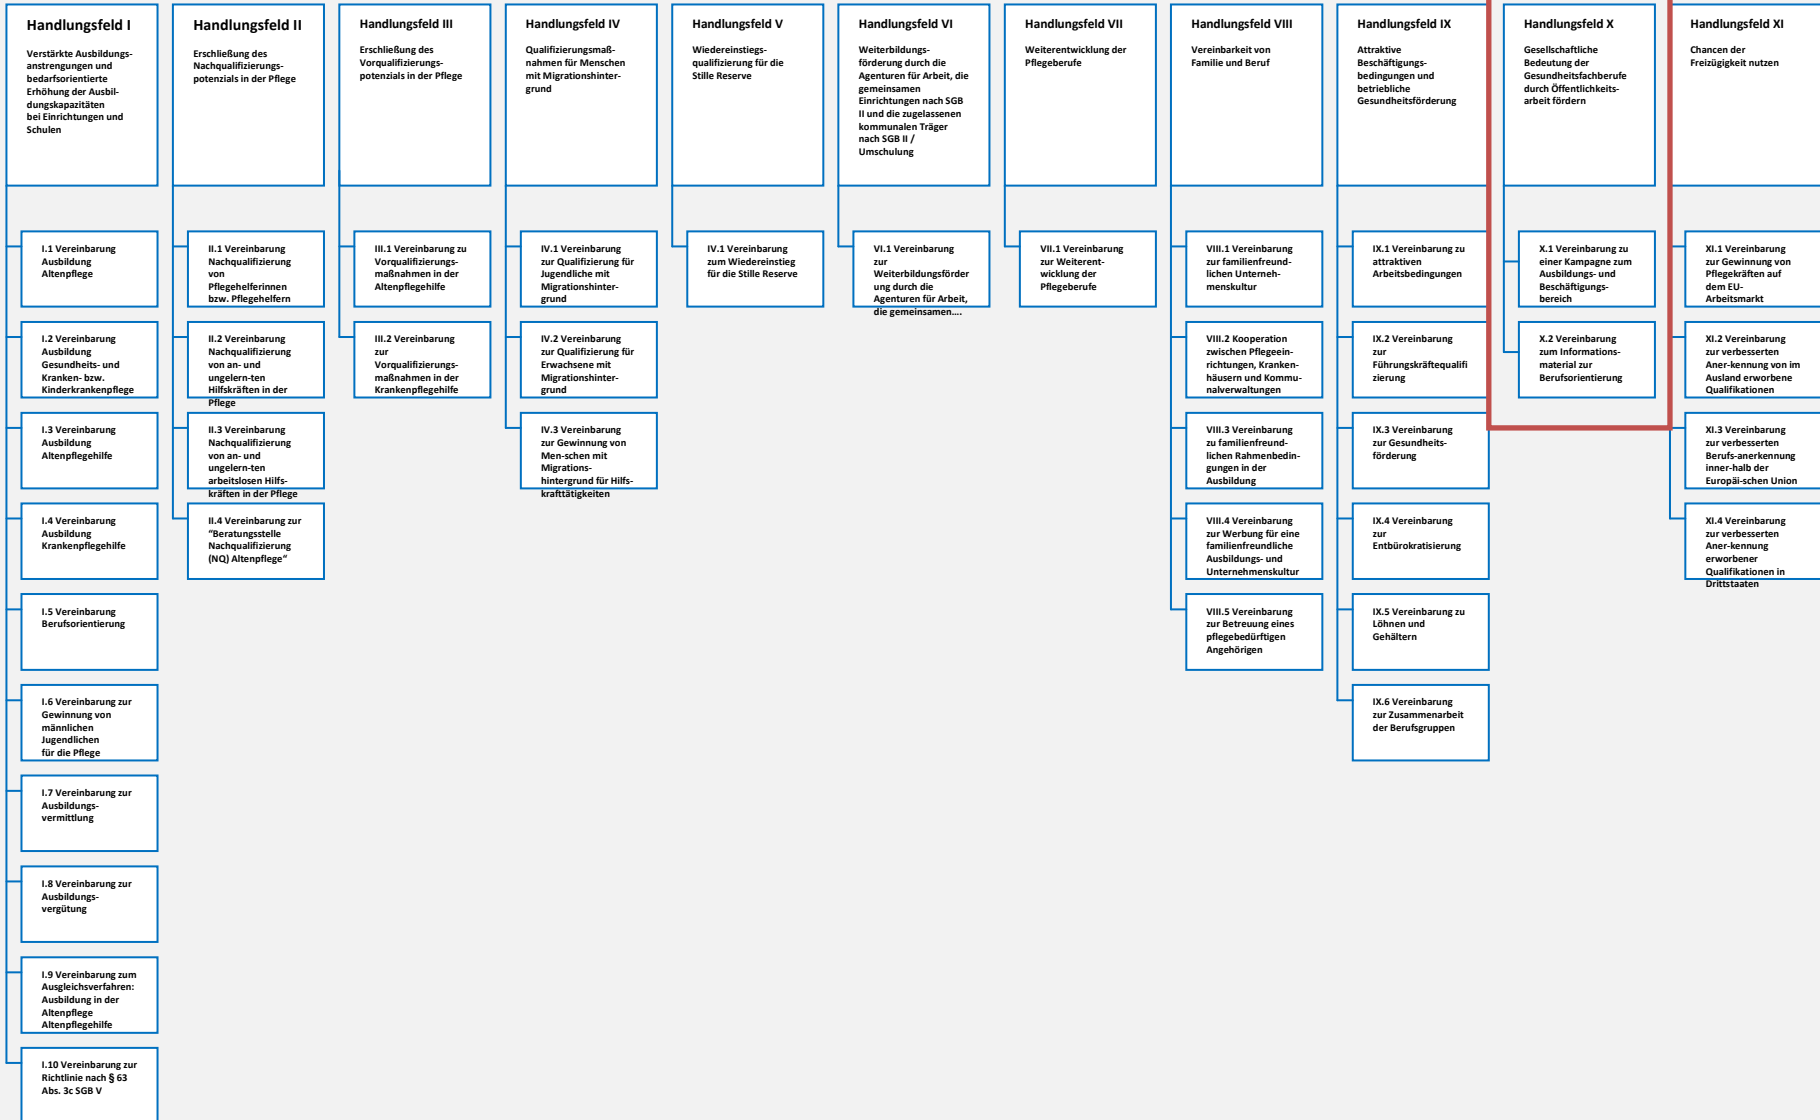 Handlungsfeld I
Verstärkte Ausbildungs-
anstrengungen und
bedarfsorientierte
Erhöhung der Ausbil-
dungskapazitäten
bei Einrichtungen und
Schulen
I.1 Vereinbarung
Ausbildung
Altenpflege
I.2 Vereinbarung
Ausbildung
Gesundheits- und
Kranken- bzw.
Kinderkrankenpflege
I.3 Vereinbarung
Ausbildung
Altenpflegehilfe
I.4 Vereinbarung
Ausbildung
Krankenpflegehilfe
I.5 Vereinbarung
Berufsorientierung
I.6 Vereinbarung zur
Gewinnung von
männlichen
Jugendlichen
für die Pflege
I.7 Vereinbarung zur
Ausbildungs-
vermittlung
I.8 Vereinbarung zur
Ausbildungs-
vergütung
I.9 Vereinbarung zum
Ausgleichsverfahren:
Ausbildung in der
Altenpflege
Altenpflegehilfe
I.10 Vereinbarung zur
Richtlinie nach § 63
Abs. 3c SGB V
Handlungsfeld II
Erschließung des
Nachqualifizierungs-
potenzials in der Pflege
II.1 Vereinbarung
Nachqualifizierung
von
Pflegehelferinnen
bzw. Pflegehelfern
II.2 Vereinbarung
Nachqualifizierung
von an- und
ungelern-ten
Hilfskräften in der
Pflege
II.3 Vereinbarung
Nachqualifizierung
von an- und
ungelern-ten
arbeitslosen Hilfs-
kräften in der Pflege
II.4 Vereinbarung zur
“Beratungsstelle
Nachqualifizierung
(NQ) Altenpflege“
Handlungsfeld III
Erschließung des
Vorqualifizierungs-
potenzials in der Pflege
III.1 Vereinbarung zu
Vorqualifizierungs-
maßnahmen in der
Altenpflegehilfe
III.2 Vereinbarung
zur
Vorqualifizierungs-
maßnahmen in der
Krankenpflegehilfe
Handlungsfeld IV
Qualifizierungsmaß-
nahmen für Menschen
mit Migrationshinter-
grund
IV.1 Vereinbarung
zur Qualifizierung für
Jugendliche mit
Migrationshinter-
grund
IV.2 Vereinbarung
zur Qualifizierung für
Erwachsene mit
Migrationshinter-
grund
IV.3 Vereinbarung
zur Gewinnung von
Men-schen mit
Migrations-
hintergrund für Hilfs-
krafttätigkeiten
Handlungsfeld V
Wiedereinstiegs-
qualifizierung für die
Stille Reserve
IV.1 Vereinbarung
zum Wiedereinstieg
für die Stille Reserve
Handlungsfeld VI
Weiterbildungs-
förderung durch die
Agenturen für Arbeit, die
gemeinsamen
Einrichtungen nach SGB
II und die zugelassenen
kommunalen Träger
nach SGB II /
Umschulung
VI.1 Vereinbarung
zur
Weiterbildungsförder
ung durch die
Agenturen für Arbeit,
die gemeinsamen....
Handlungsfeld VII
Weiterentwicklung der
Pflegeberufe
VII.1 Vereinbarung
zur Weiterent-
wicklung der
Pflegeberufe
Handlungsfeld VIII
Vereinbarkeit von
Familie und Beruf
VIII.1 Vereinbarung
zur familienfreund-
lichen Unterneh-
menskultur
VIII.2 Kooperation
zwischen Pflegeein-
richtungen, Kranken-
häusern und Kommu-
nalverwaltungen
VIII.3 Vereinbarung
zu familienfreund-
lichen Rahmenbedin-
gungen in der
Ausbildung
VIII.4 Vereinbarung
zur Werbung für eine
familienfreundliche
Ausbildungs- und
Unternehmenskultur
VIII.5 Vereinbarung
zur Betreuung eines
pflegebedürftigen
Angehörigen
Handlungsfeld IX
Attraktive
Beschäftigungs-
bedingungen und
betriebliche
Gesundheitsförderung
IX.1 Vereinbarung zu
attraktiven
Arbeitsbedingungen
IX.2 Vereinbarung
zur
Führungskräftequalifi
zierung
IX.3 Vereinbarung
zur Gesundheits-
förderung
IX.4 Vereinbarung
zur
Entbürokratisierung
IX.5 Vereinbarung zu
Löhnen und
Gehältern
IX.6 Vereinbarung
zur Zusammenarbeit
der Berufsgruppen
Handlungsfeld X
Gesellschaftliche
Bedeutung der
Gesundheitsfachberufe
durch Öffentlichkeits-
arbeit fördern
X.1 Vereinbarung zu
einer Kampagne zum
Ausbildungs- und
Beschäftigungs-
bereich
X.2 Vereinbarung
zum Informations-
material zur
Berufsorientierung
Handlungsfeld XI
Chancen der
Freizügigkeit nutzen
XI.1 Vereinbarung
zur Gewinnung von
Pflegekräften auf
dem EU-
Arbeitsmarkt
XI.2 Vereinbarung
zur verbesserten
Aner-kennung von im
Ausland erworbene
Qualifikationen
XI.3 Vereinbarung
zur verbesserten
Berufs-anerkennung
inner-halb der
Europäi-schen Union
XI.4 Vereinbarung
zur verbesserten
Aner-kennung
erworbener
Qualifikationen in
Drittstaaten